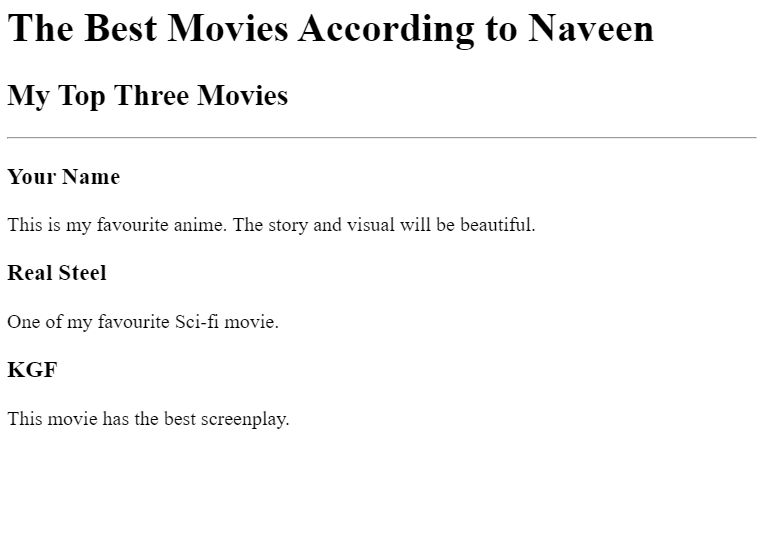 The Best Movies According to Naveen
My Top Three Movies
Your Name
This is my favourite anime. The story and visual will be beautiful.
Real Steel
One of my favourite Sci-fi movie.
KGF
This movie has the best screenplay.